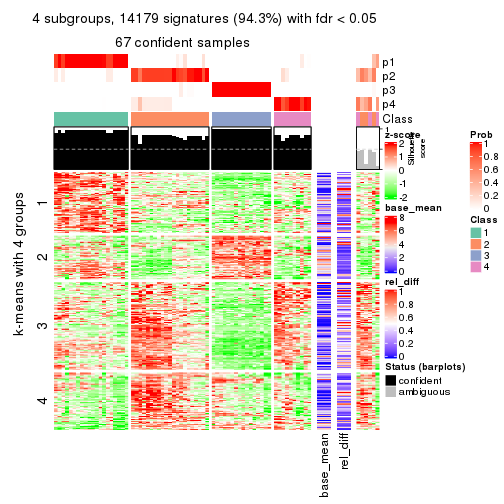 4 subgroups, 14179 signatures (94.3%) with fdr < 0.05
67 confident samples
p1
p2
p3
p4
Class
1
Silhouette
score
k-means with 4 groups
1
2
3
4
base_mean
rel_diff
z-score
2
1
0
-1
-2
base_mean
8
6
4
2
0
rel_diff
1
0.8
0.6
0.4
0.2
0
Status (barplots)
confident
ambiguous
Prob
1
0.8
0.6
0.4
0.2
0
Class
1
2
3
4